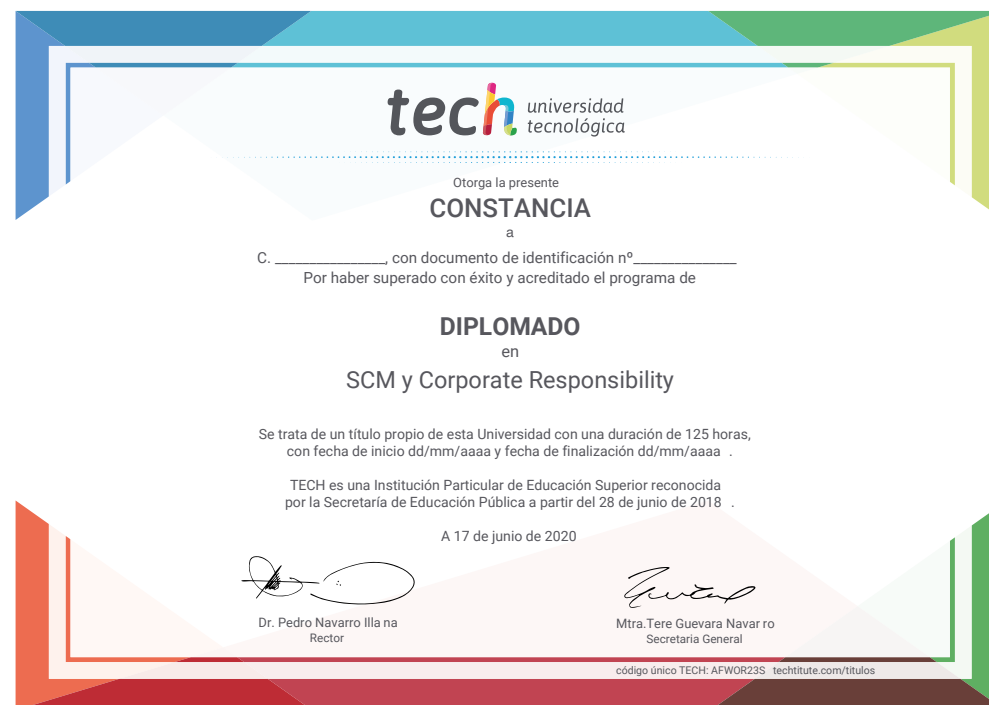 tech universidad
tecnológica
Otorga la presente
CONSTANCIA
a
C. ________________, con documento de identificación nº_______________
Por haber superado con éxito y acreditado el programa de
DIPLOMADO
en
SCM y Corporate Responsibility
Se trata de un título propio de esta Universidad con una duración de 125 horas,
con fecha de inicio dd/mm/aaaa y fecha de finalización dd/mm/aaaa .
TECH es una Institución Particular de Educación Superior reconocida
por la Secretaría de Educación Pública a partir del 28 de junio de 2018 .
A 17 de junio de 2020
Dr. Pedro Navarro Illa na
Rector
Mtra.Tere Guevara Navar ro
Secretaria General
código único TECH: AFWOR23S techtitute.com/titulos